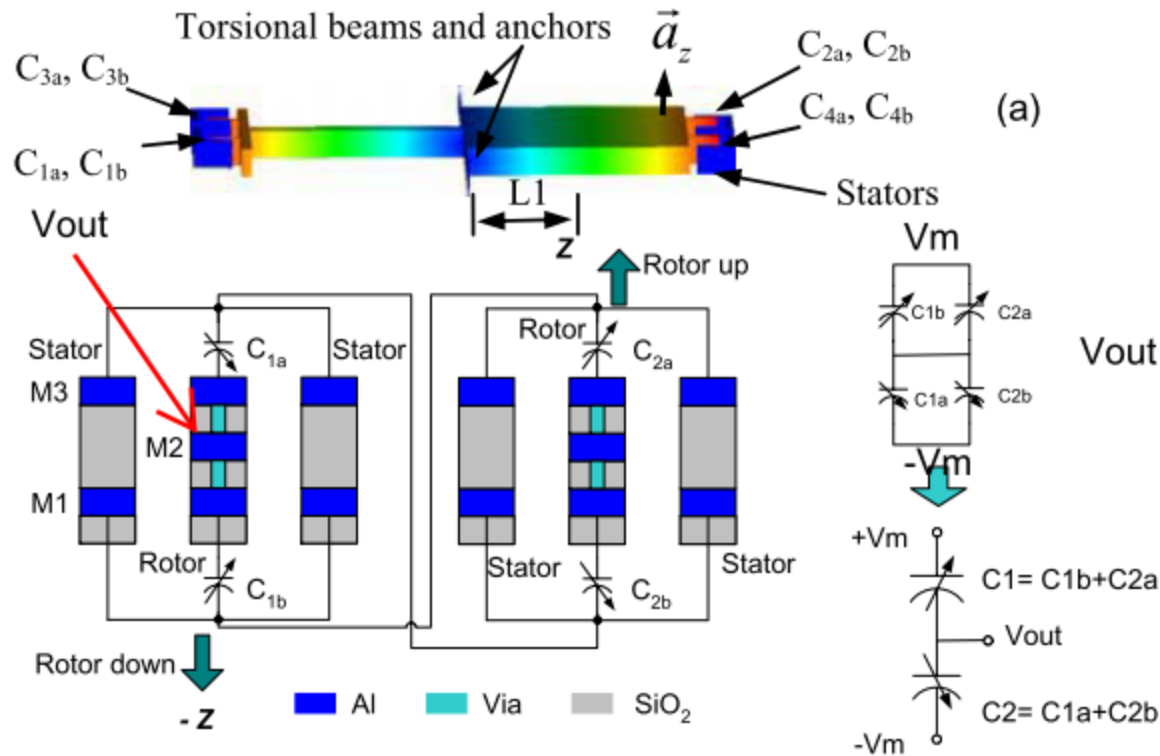 Torsional beams and anchors
a_z
C3a, C3b
C2a, C2b
C4a, C4b
(a)
C1a, C1b
Stators
L1
Vout
z
Rotor up
Vm
C1b
C2a
Vout
C1a
C2b
-Vm
Stator
C1a
Stator
Rotor
C2a
M3
M2
M1
Rotor
C1b
Stator
C2b
Stator
Rotor down
- Z
Al
Via
SiO2
+Vm
C1= C1b+C2a
Vout
C2= C1a+C2b
-Vm